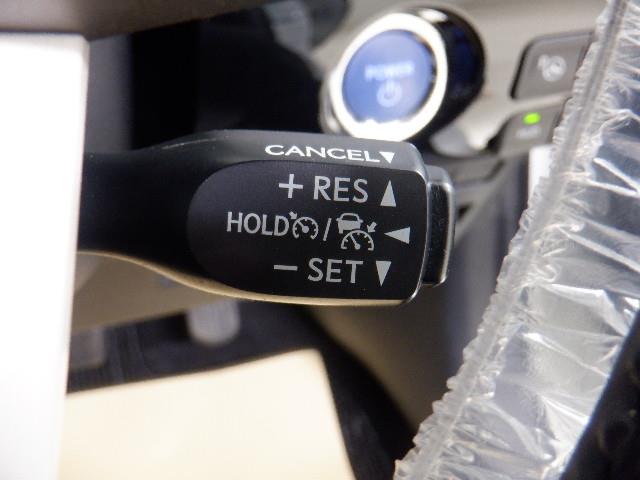 POWER
CANCEL▼
+ RES ▲
HOLD / ◄
− SET ▼